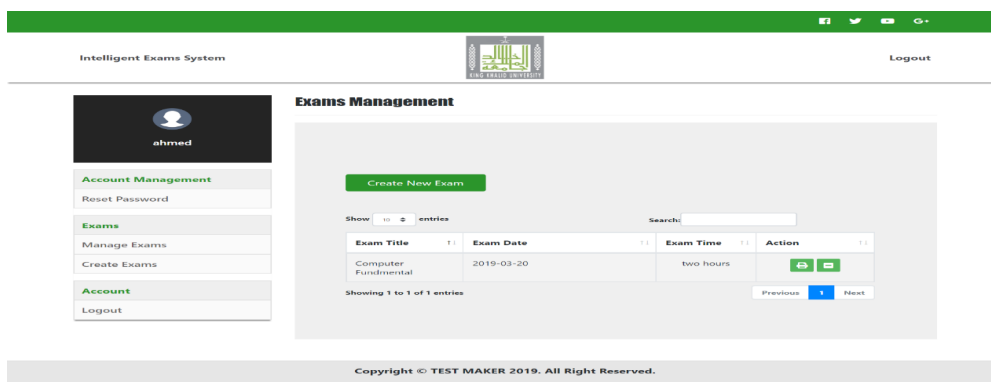 Intelligent Exams System
جامعة الملك خالد
KING KHALID UNIVERSITY
Logout
ahmed
Account Management
Reset Password
Exams
Manage Exams
Create Exams
Account
Logout
Exams Management
Create New Exam
Show 10 entries
Search:
Exam Title Exam Date Exam Time Action
Computer 2019-03-20 two hours
Fundmental
Showing 1 to 1 of 1 entries
Previous 1 Next
Copyright © TEST MAKER 2019. All Right Reserved.